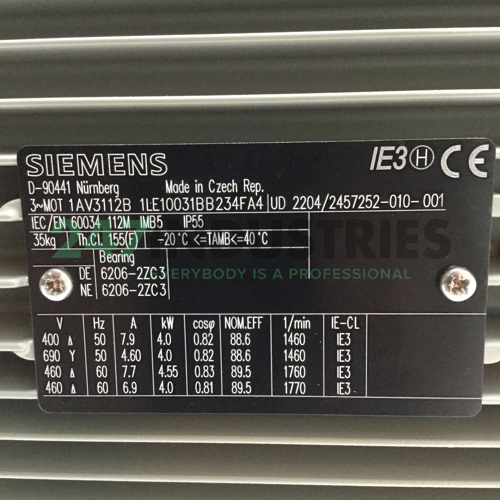 SIEMENS IE3 H CE
D-90441 Nürnberg Made in Czech Rep.
3~MOT 1AV3112B 1LE10031BB234FA4 UD 2204/2457252-010-001
IEC/EN 60034 112M IMB5 IP55
35kg Th.Cl. 155(F) -20°C <=TAMB<=40°C
Bearing
DE 6206-2ZC3
NE 6206-2ZC3
INDUSTRIES
EVERYBODY IS A PROFESSIONAL
V Hz A kW cosφ NOM.EFF 1/min IE-CL
400 Δ 50 7.9 4.0 0.82 88.6 1460 IE3
690 Y 50 4.60 4.0 0.82 88.6 1460 IE3
460 Δ 60 7.7 4.55 0.83 89.5 1760 IE3
460 Δ 60 6.9 4.0 0.81 89.5 1770 IE3